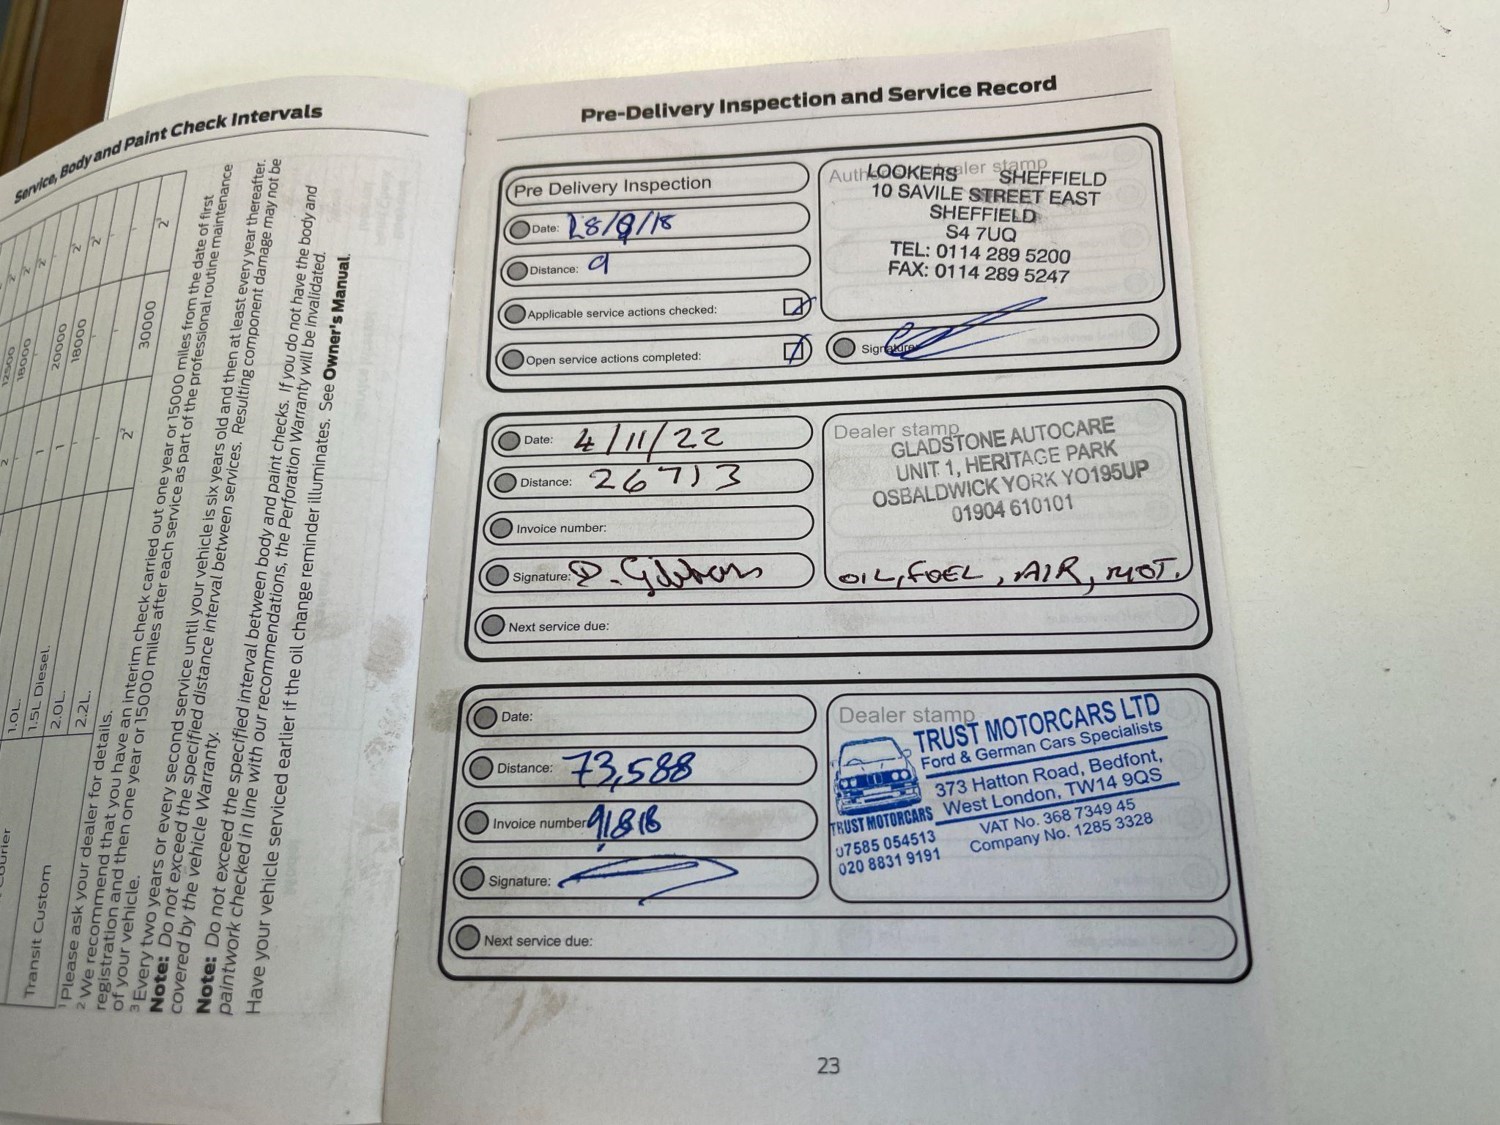 Service, Body and Paint Check Intervals
12500
18000
20000
18000
30000
1.0L.
1.5L Diesel.
1
2.0L.
1
2.2L.
Transit Custom
1 Please ask your dealer for details.
2 We recommend that you have an interim check carried out one year or 15000 miles from the date of first
registration and then one year or 15000 miles after each service as part of the professional routine maintenance
of your vehicle.
3 Every two years or every second service until your vehicle is six years old and then at least every year thereafter.
Note: Do not exceed the specified distance interval between services. Resulting component damage may not be
covered by the vehicle Warranty.
Note: Do not exceed the specified interval between body and paint checks. If you do not have the body and
paintwork checked in line with our recommendations, the Perforation Warranty will be invalidated.
Have your vehicle serviced earlier if the oil change reminder illuminates. See Owner's Manual.
Pre-Delivery Inspection and Service Record
Pre Delivery Inspection
Date: 18/9/18
Distance: 9
Applicable service actions checked:
Open service actions completed:
dealer stamp
LOOKERS SHEFFIELD
10 SAVILE STREET EAST
SHEFFIELD
S4 7UQ
TEL: 0114 289 5200
FAX: 0114 289 5247
Signature:
Date: 4/11/22
Distance: 26713
Invoice number:
Signature: D. Gibbons
Next service due:
Dealer stamp
GLADSTONE AUTOCARE
UNIT 1, HERITAGE PARK
OSBALDWICK YORK YO195UP
01904 610101
OIL, FUEL, AIR, MOT.
Date:
Distance: 73,588
Invoice number: 91818
Signature:
Next service due:
Dealer stamp
TRUST MOTORCARS LTD
Ford & German Cars Specialists
373 Hatton Road, Bedfont,
West London, TW14 9QS
TRUST MOTORCARS
VAT No. 368 7349 45
07585 054513
Company No. 1285 3328
020 8831 9191
23